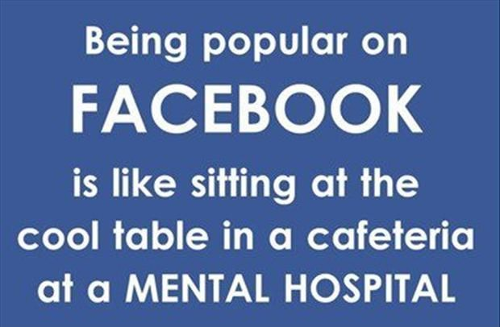 Being popular on
FACEBOOK
is like sitting at the
cool table in a cafeteria
at a MENTAL HOSPITAL